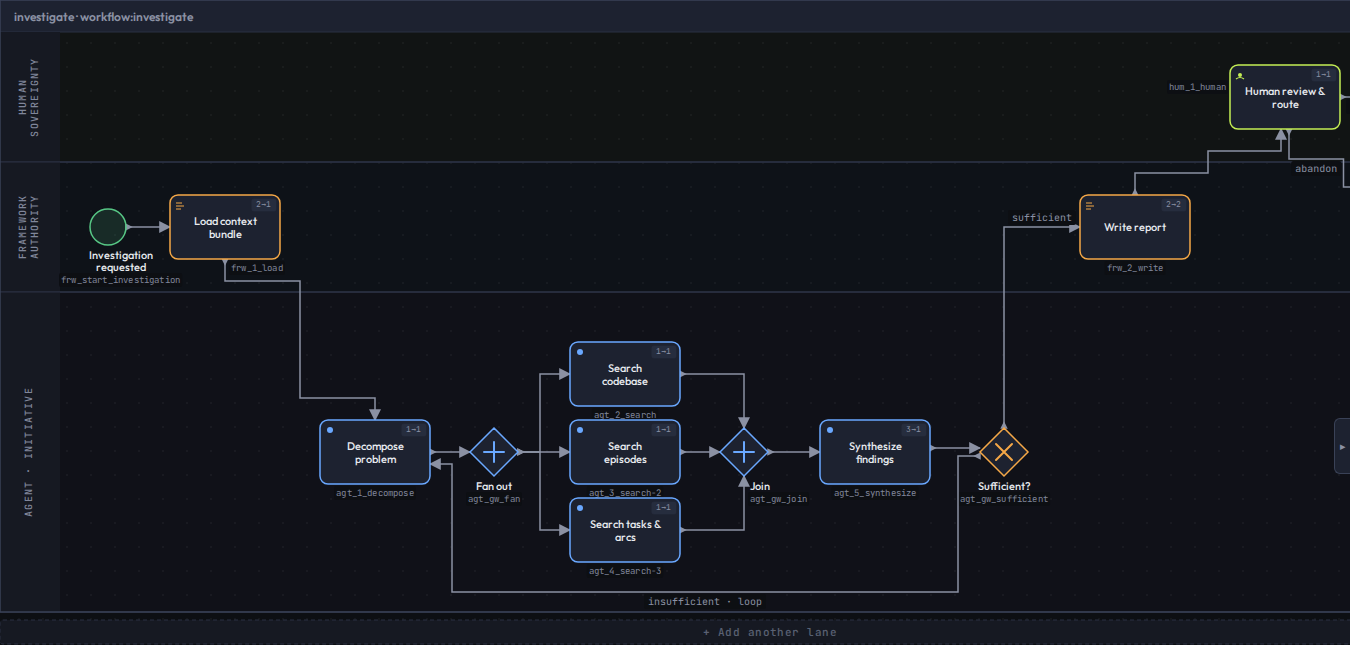 investigate·workflow:investigate
HUMAN
SOVEREIGNTY
1→1
hum_1_human
Human review &
route
abandon
FRAMEWORK
AUTHORITY
Investigation
requested
frw_start_investigation
2→1
Load context
bundle
frw_1_load
sufficient
2→2
Write report
frw_2_write
AGENT · INITIATIVE
1→1
Decompose
problem
agt_1_decompose
Fan out
agt_gw_fan
1→1
Search
codebase
agt_2_search
1→1
Search
episodes
agt_3_search-2
1→1
Search tasks &
arcs
agt_4_search-3
Join
agt_gw_join
3→1
Synthesize
findings
agt_5_synthesize
Sufficient?
agt_gw_sufficient
insufficient · loop
+ Add another lane